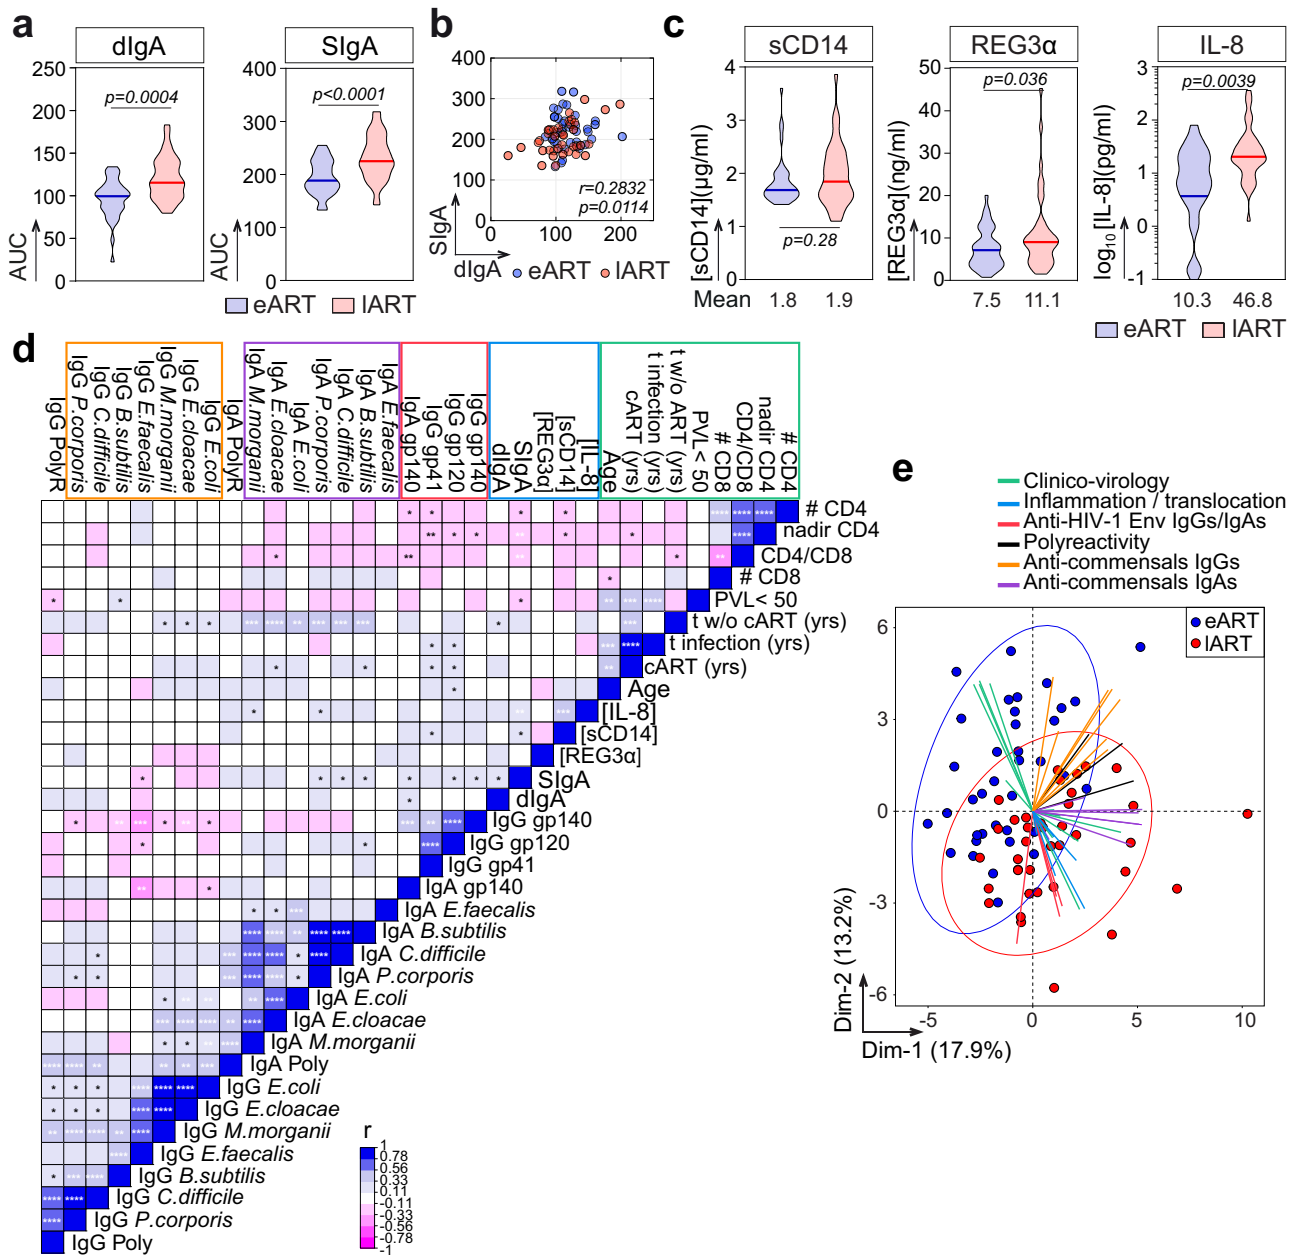 a
dIgA
SIgA
250
200
150
100
50
0
AUC
p=0.0004
400
300
200
100
0
AUC
p<0.0001
eART
lART
b
400
300
200
100
0
SIgA
r=0.2832
p=0.0114
0
100
200
dIgA
eART
lART
c
sCD14
REG3α
IL-8
[sCD14](µg/ml)
4
3
2
1
0
p=0.28
Mean
1.8
1.9
[REG3α](ng/ml)
50
40
30
20
10
0
p=0.036
7.5
11.1
log10[IL-8](pg/ml)
3
2
1
0
-1
p=0.0039
10.3
46.8
eART
lART
d
IgG PolyR
IgG P.corporis
IgG C.difficile
IgG B.subtilis
IgG E.faecalis
IgG M.morganii
IgG E.cloacae
IgG E.coli
IgA PolyR
IgA M.morganii
IgA E.cloacae
IgA E.coli
IgA P.corporis
IgA C.difficile
IgA B.subtilis
IgA E.faecalis
IgA gp140
IgG gp41
IgG gp120
IgG gp140
dIgA
SIgA
[REG3α]
[sCD14]
[IL-8]
Age
cART (yrs)
t infection (yrs)
t w/o ART (yrs)
PVL< 50
# CD8
CD4/CD8
nadir CD4
# CD4
# CD4
nadir CD4
CD4/CD8
# CD8
PVL< 50
t w/o cART (yrs)
t infection (yrs)
cART (yrs)
Age
[IL-8]
[sCD14]
[REG3α]
SIgA
dIgA
IgG gp140
IgG gp120
IgG gp41
IgA gp140
IgA E.faecalis
IgA B.subtilis
IgA C.difficile
IgA P.corporis
IgA E.coli
IgA E.cloacae
IgA M.morganii
IgA Poly
IgG E.coli
IgG E.cloacae
IgG M.morganii
IgG E.faecalis
IgG B.subtilis
IgG C.difficile
IgG P.corporis
IgG Poly
r
1
0.78
0.56
0.33
0.11
-0.11
-0.33
-0.56
-0.78
-1
e
Clinico-virology
Inflammation / translocation
Anti-HIV-1 Env IgGs/IgAs
Polyreactivity
Anti-commensals IgGs
Anti-commensals IgAs
eART
lART
6
3
0
-3
-6
Dim-2 (13.2%)
-5
0
5
10
Dim-1 (17.9%)